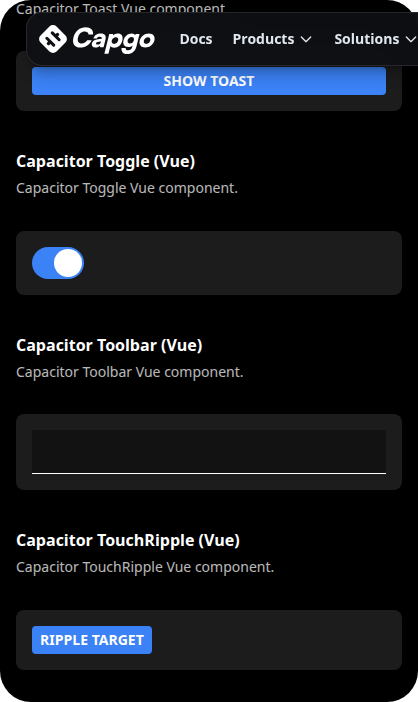 Capacitor Toast Vue component.
Capgo Docs Products Solutions
SHOW TOAST
Capacitor Toggle (Vue)
Capacitor Toggle Vue component.
Capacitor Toolbar (Vue)
Capacitor Toolbar Vue component.
Capacitor TouchRipple (Vue)
Capacitor TouchRipple Vue component.
RIPPLE TARGET